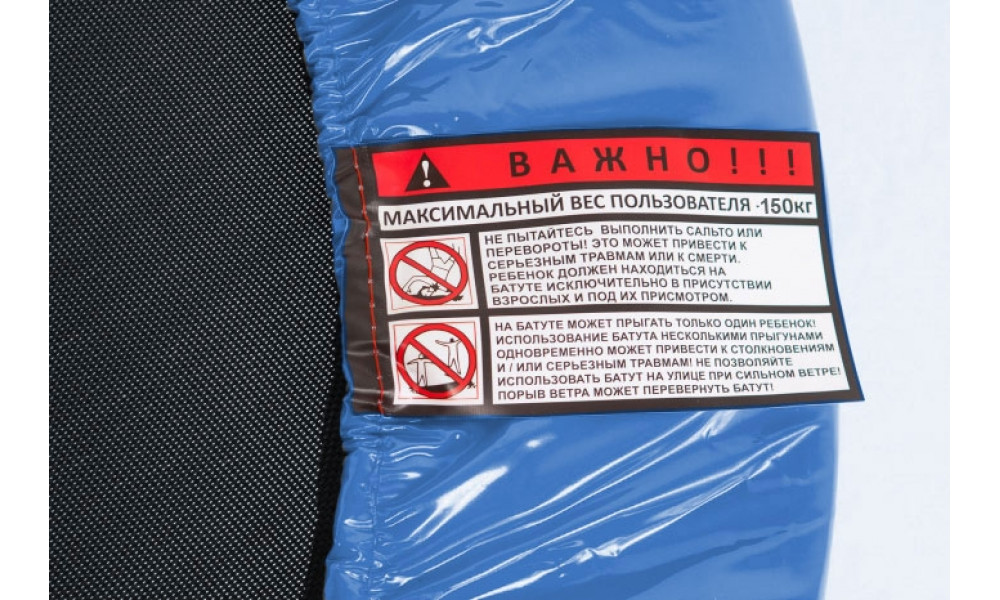 ВАЖНО!!!
МАКСИМАЛЬНЫЙ ВЕС ПОЛЬЗОВАТЕЛЯ -150КГ
НЕ ПЫТАЙТЕСЬ ВЫПОЛНИТЬ САЛЬТО ИЛИ
ПЕРЕВОРОТЫ! ЭТО МОЖЕТ ПРИВЕСТИ К
СЕРЬЕЗНЫМ ТРАВМАМ ИЛИ К СМЕРТИ.
РЕБЕНОК ДОЛЖЕН НАХОДИТЬСЯ НА
БАТУТЕ ИСКЛЮЧИТЕЛЬНО В ПРИСУТСТВИИ
ВЗРОСЛЫХ И ПОД ИХ ПРИСМОТРОМ.
НА БАТУТЕ МОЖЕТ ПРЫГАТЬ ТОЛЬКО ОДИН РЕБЕНОК!
ИСПОЛЬЗОВАНИЕ БАТУТА НЕСКОЛЬКИМИ ПРЫГУНАМИ
ОДНОВРЕМЕННО МОЖЕТ ПРИВЕСТИ К СТОЛКНОВЕНИЯМ
И / ИЛИ СЕРЬЕЗНЫМ ТРАВМАМ! НЕ ПОЗВОЛЯЙТЕ
ИСПОЛЬЗОВАТЬ БАТУТ НА УЛИЦЕ ПРИ СИЛЬНОМ ВЕТРЕ!
ПОРЫВ ВЕТРА МОЖЕТ ПЕРЕВЕРНУТЬ БАТУТ!